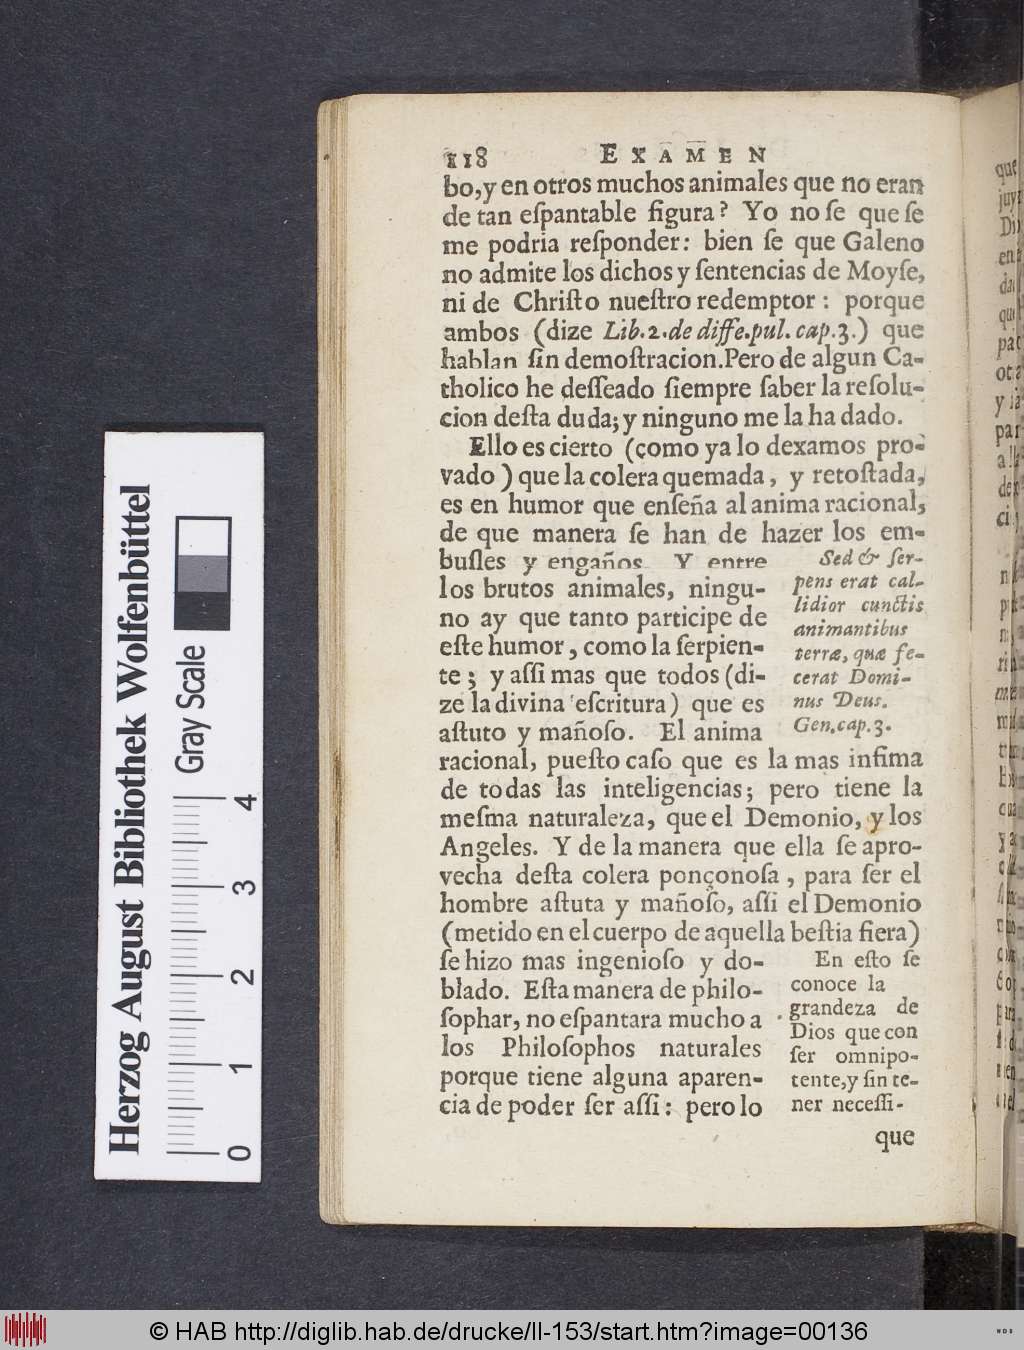 118 EXAMEN
bo, y en otros muchos animales que no eran
de tan eſpantable figura? Yo no ſe que ſe
me podria reſponder: bien ſe que Galeno
no admite los dichos y ſentencias de Moyſe,
ni de Chriſto nueſtro redemptor: porque
ambos (dize Lib. 2. de diffe. pul. cap. 3.) que
hablan ſin demoſtracion. Pero de algun Ca-
tholico he deſſeado ſiempre ſaber la reſolu-
cion deſta duda; y ninguno me la ha dado.
Ello es cierto (como ya lo dexamos pro-
vado) que la colera quemada, y retoſtada,
es en humor que enſeña al anima racional,
de que manera ſe han de hazer los em-
buſtes y engaños. Y entre
los brutos animales, ningu-
no ay que tanto participe de
eſte humor, como la ſerpien-
te; y aſſi mas que todos (di-
ze la divina eſcritura) que es
aſtuto y mañoſo. El anima
Sed & ſer-
pens erat cal-
lidior cunctis
animantibus
terræ, quæ fe-
cerat Domi-
nus Deus.
Gen. cap. 3.
racional, pueſto caſo que es la mas infima
de todas las inteligencias; pero tiene la
meſma naturaleza, que el Demonio, y los
Angeles. Y de la manera que ella ſe apro-
vecha deſta colera ponçonoſa, para ſer el
hombre aſtuta y mañoſo, aſſi el Demonio
(metido en el cuerpo de aquella beſtia fiera)
ſe hizo mas ingenioſo y do-
blado. Eſta manera de philo-
ſophar, no eſpantara mucho a
los Philoſophos naturales
porque tiene alguna aparen-
cia de poder ſer aſſi: pero lo
En eſto ſe
conoce la
grandeza de
Dios que con
ſer omnipo-
tente, y ſin te-
ner neceſſi-
que
Herzog August Bibliothek Wolfenbüttel
Gray Scale
0 1 2 3 4
© HAB http://diglib.hab.de/drucke/ll-153/start.htm?image=00136